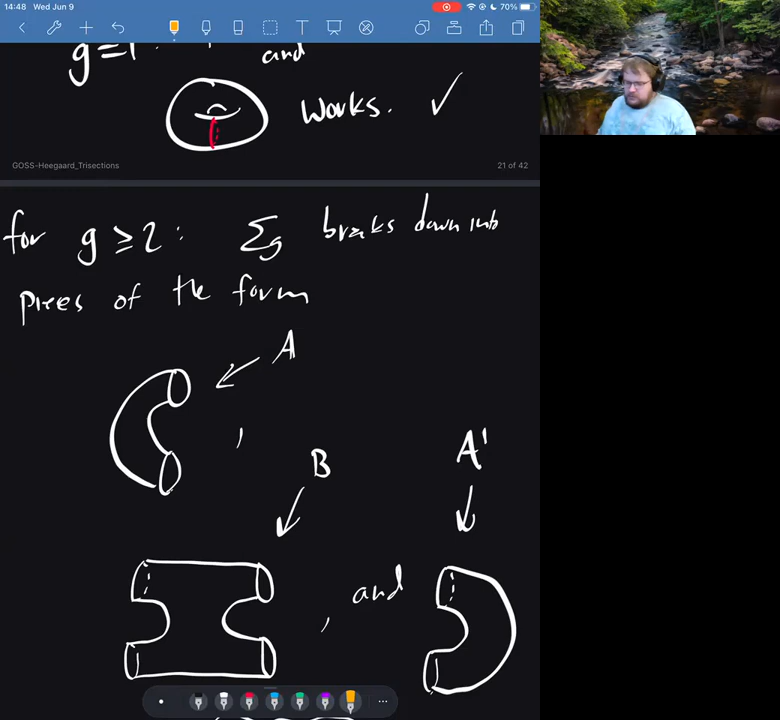 14:48 Wed Jun 9
70%
g=1: and
Works. ✓
GOSS-Heegaard_Trisections
21 of 42
for g ≥ 2: Σg breaks down into
pieces of the form
A
,
B
A'
, and